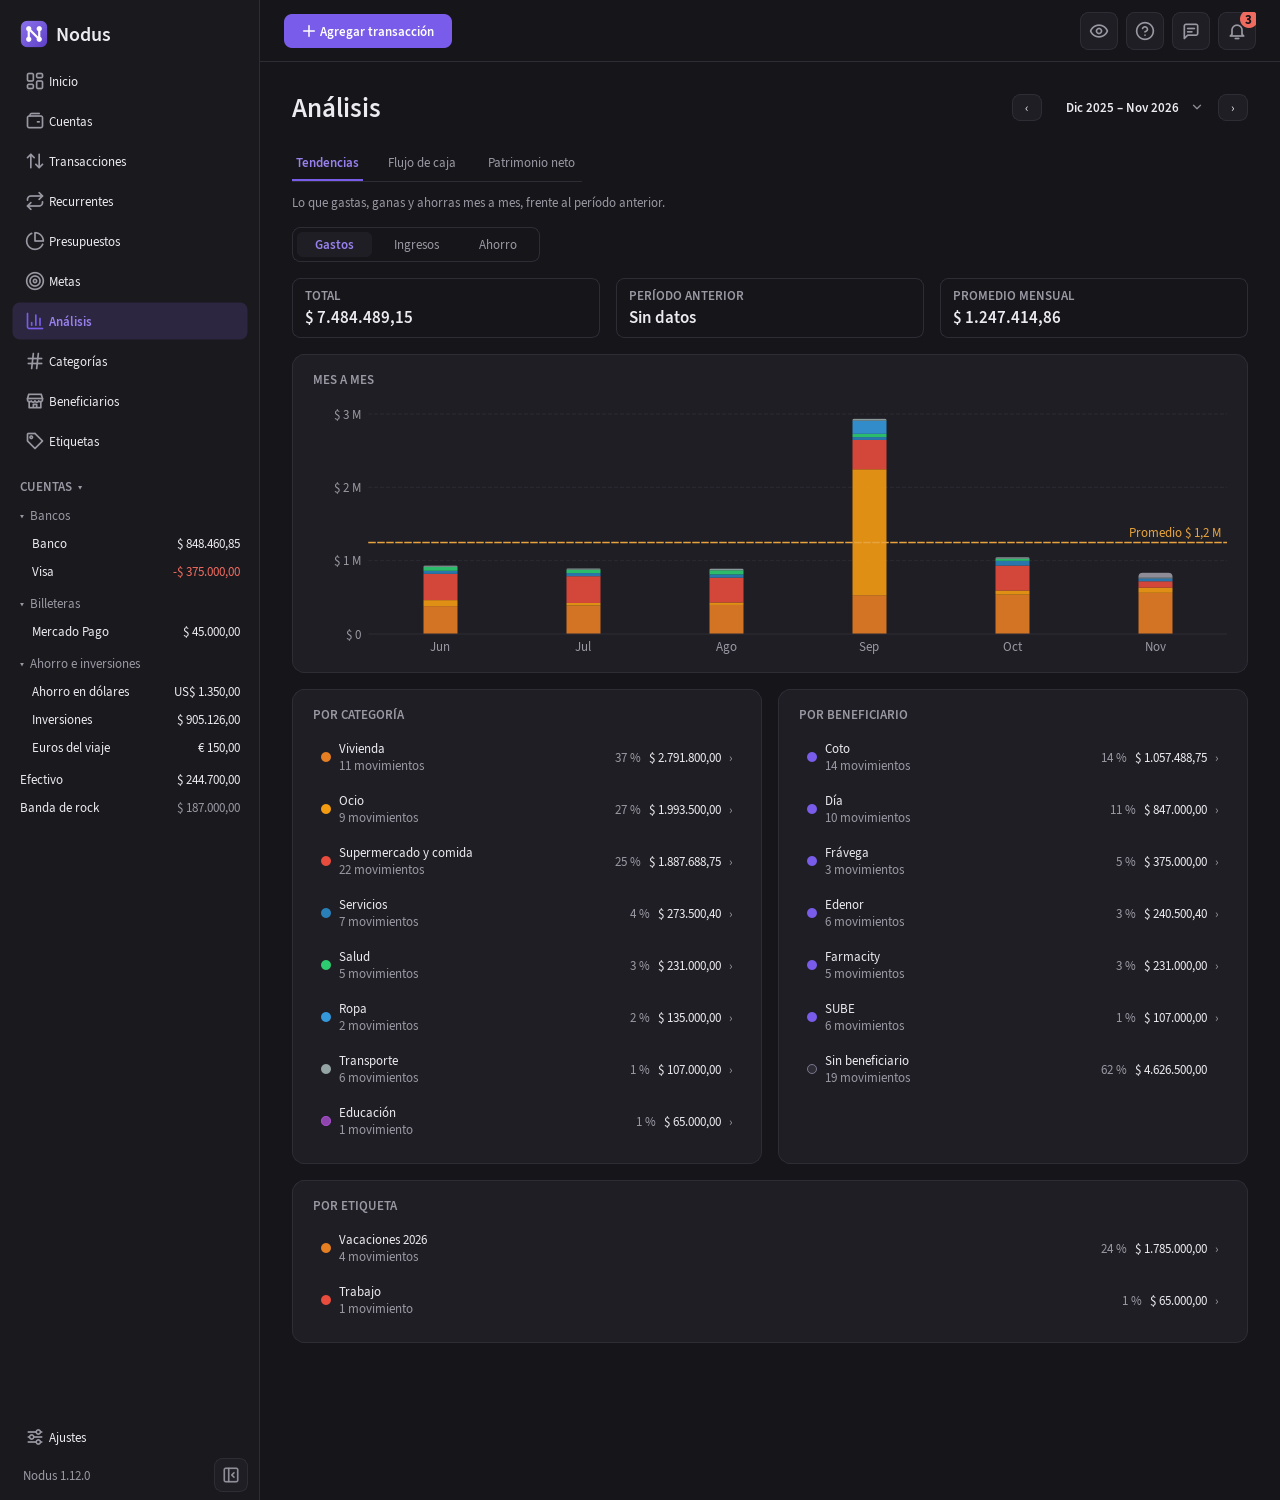 Nodus
Inicio
Cuentas
Transacciones
Recurrentes
Presupuestos
Metas
Análisis
Categorías
Beneficiarios
Etiquetas
CUENTAS
Bancos
Banco $ 848.460,85
Visa -$ 375.000,00
Billeteras
Mercado Pago $ 45.000,00
Ahorro e inversiones
Ahorro en dólares US$ 1.350,00
Inversiones $ 905.126,00
Euros del viaje € 150,00
Efectivo $ 244.700,00
Banda de rock $ 187.000,00
Ajustes
Nodus 1.12.0
Agregar transacción
3
Análisis
‹ Dic 2025 – Nov 2026 ›
Tendencias Flujo de caja Patrimonio neto
Lo que gastas, ganas y ahorras mes a mes, frente al período anterior.
Gastos Ingresos Ahorro
TOTAL
$ 7.484.489,15
PERÍODO ANTERIOR
Sin datos
PROMEDIO MENSUAL
$ 1.247.414,86
MES A MES
$ 3 M
$ 2 M
Promedio $ 1,2 M
$ 1 M
$ 0
Jun Jul Ago Sep Oct Nov
POR CATEGORÍA
Vivienda
11 movimientos
37 % $ 2.791.800,00 ›
Ocio
9 movimientos
27 % $ 1.993.500,00 ›
Supermercado y comida
22 movimientos
25 % $ 1.887.688,75 ›
Servicios
7 movimientos
4 % $ 273.500,40 ›
Salud
5 movimientos
3 % $ 231.000,00 ›
Ropa
2 movimientos
2 % $ 135.000,00 ›
Transporte
6 movimientos
1 % $ 107.000,00 ›
Educación
1 movimiento
1 % $ 65.000,00 ›
POR BENEFICIARIO
Coto
14 movimientos
14 % $ 1.057.488,75 ›
Día
10 movimientos
11 % $ 847.000,00 ›
Frávega
3 movimientos
5 % $ 375.000,00 ›
Edenor
6 movimientos
3 % $ 240.500,40 ›
Farmacity
5 movimientos
3 % $ 231.000,00 ›
SUBE
6 movimientos
1 % $ 107.000,00 ›
Sin beneficiario
19 movimientos
62 % $ 4.626.500,00
POR ETIQUETA
Vacaciones 2026
4 movimientos
24 % $ 1.785.000,00 ›
Trabajo
1 movimiento
1 % $ 65.000,00 ›